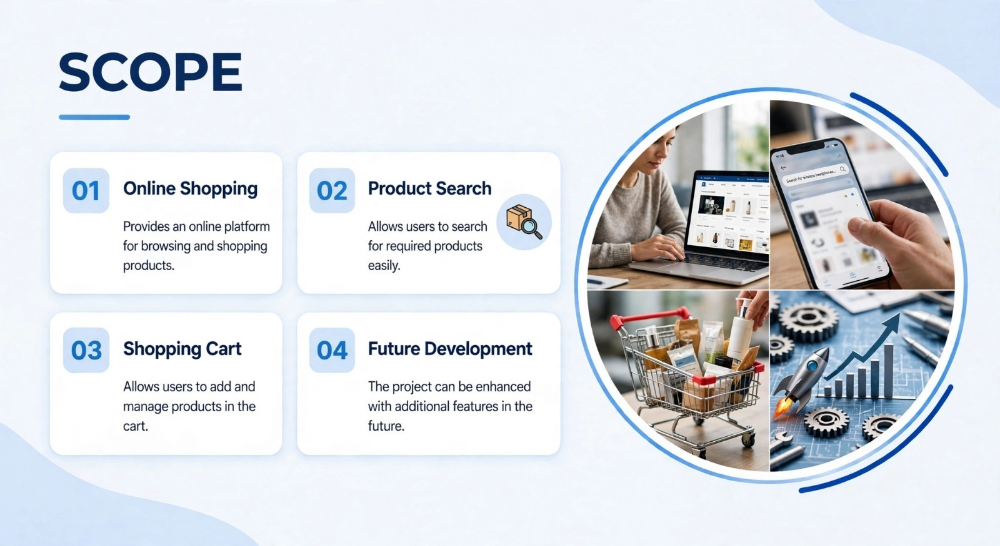 SCOPE
01
Online Shopping
Provides an online platform
for browsing and shopping
products.
02
Product Search
Allows users to search
for required products
easily.
03
Shopping Cart
Allows users to add and
manage products in the
cart.
04
Future Development
The project can be enhanced
with additional features in the
future.
Search for wireless headphones...